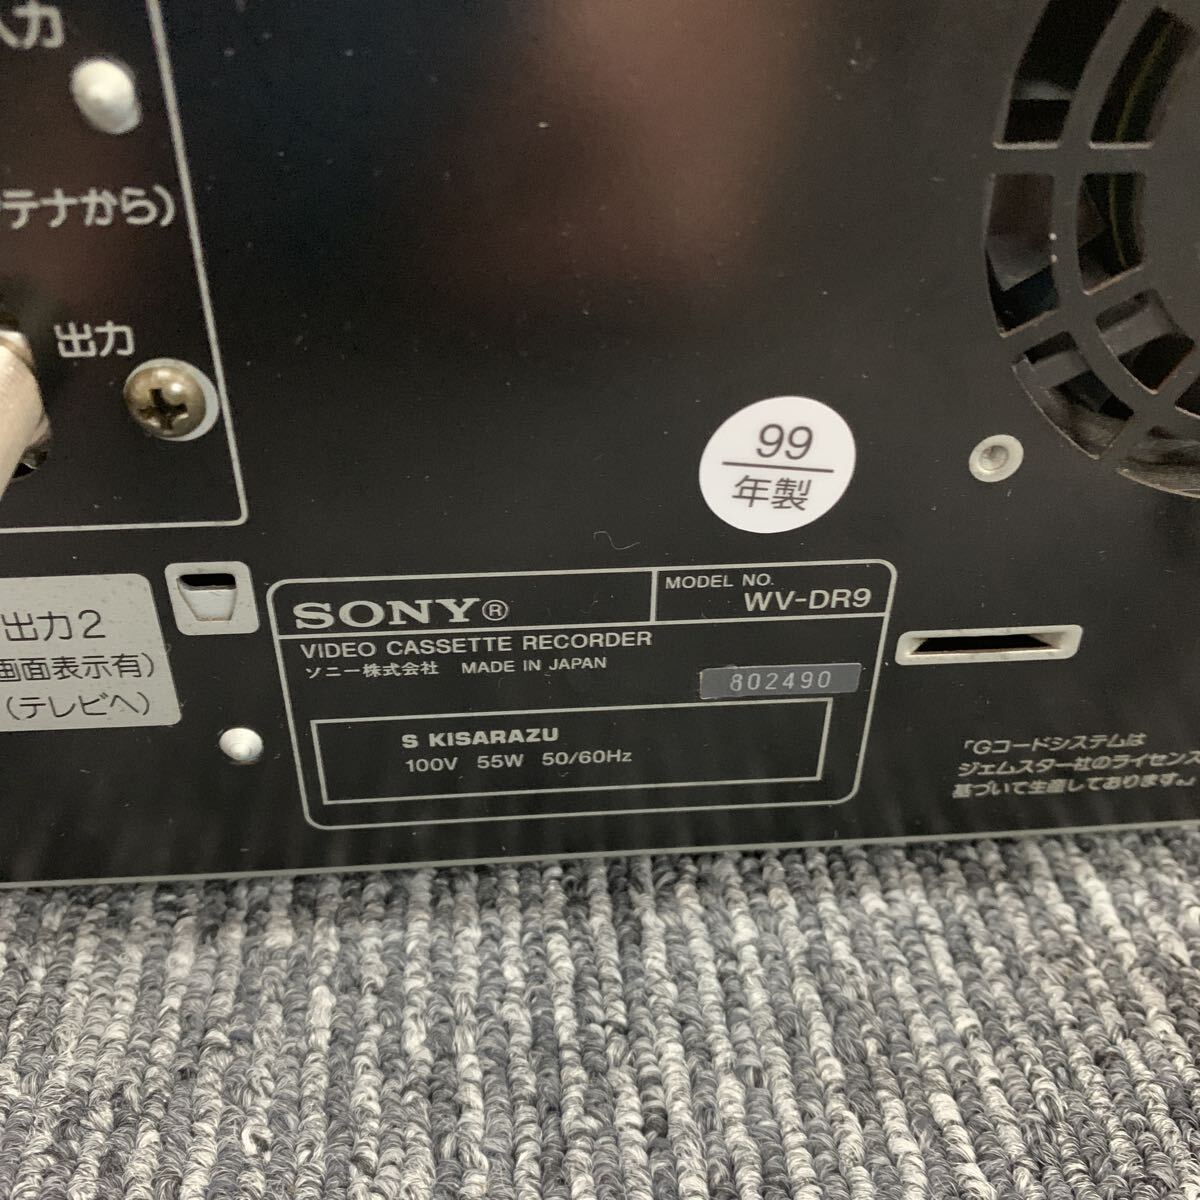 入力
テナから)
出力
99
年製
SONY®
MODEL NO.
WV-DR9
VIDEO CASSETTE RECORDER
ソニー株式会社 MADE IN JAPAN
802490
S KISARAZU
100V 55W 50/60Hz
出力2
画面表示有)
(テレビへ)
「Gコードシステムは
ジェムスター社のライセンス
基づいて生産しております。」